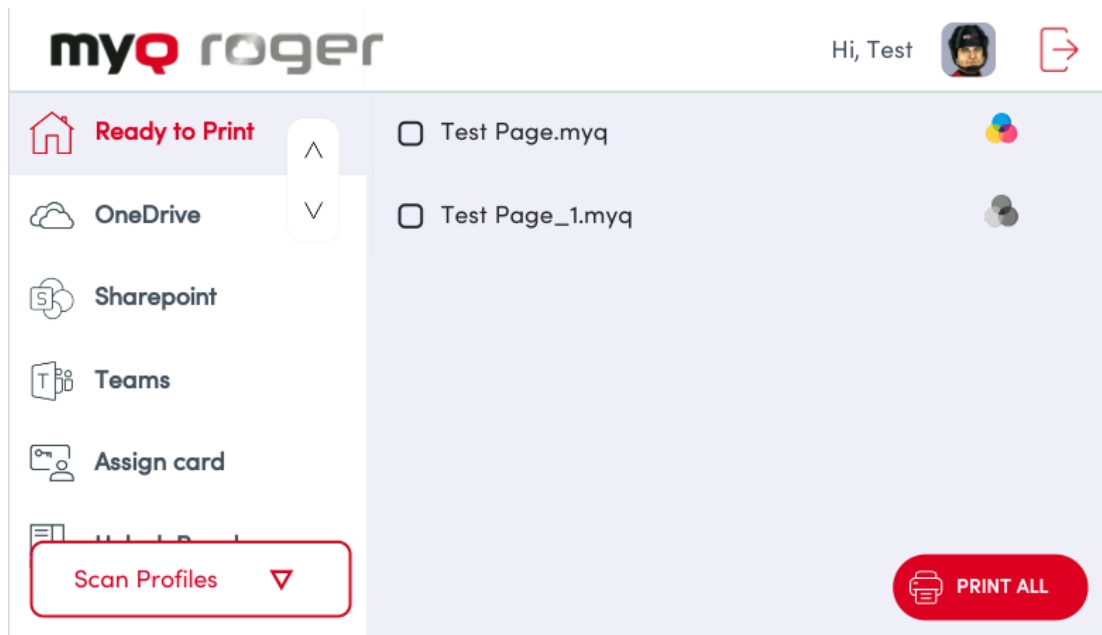 myQ roger
Hi, Test
Ready to Print
OneDrive
Sharepoint
Teams
Assign card
Scan Profiles
Test Page.myq
Test Page_1.myq
PRINT ALL